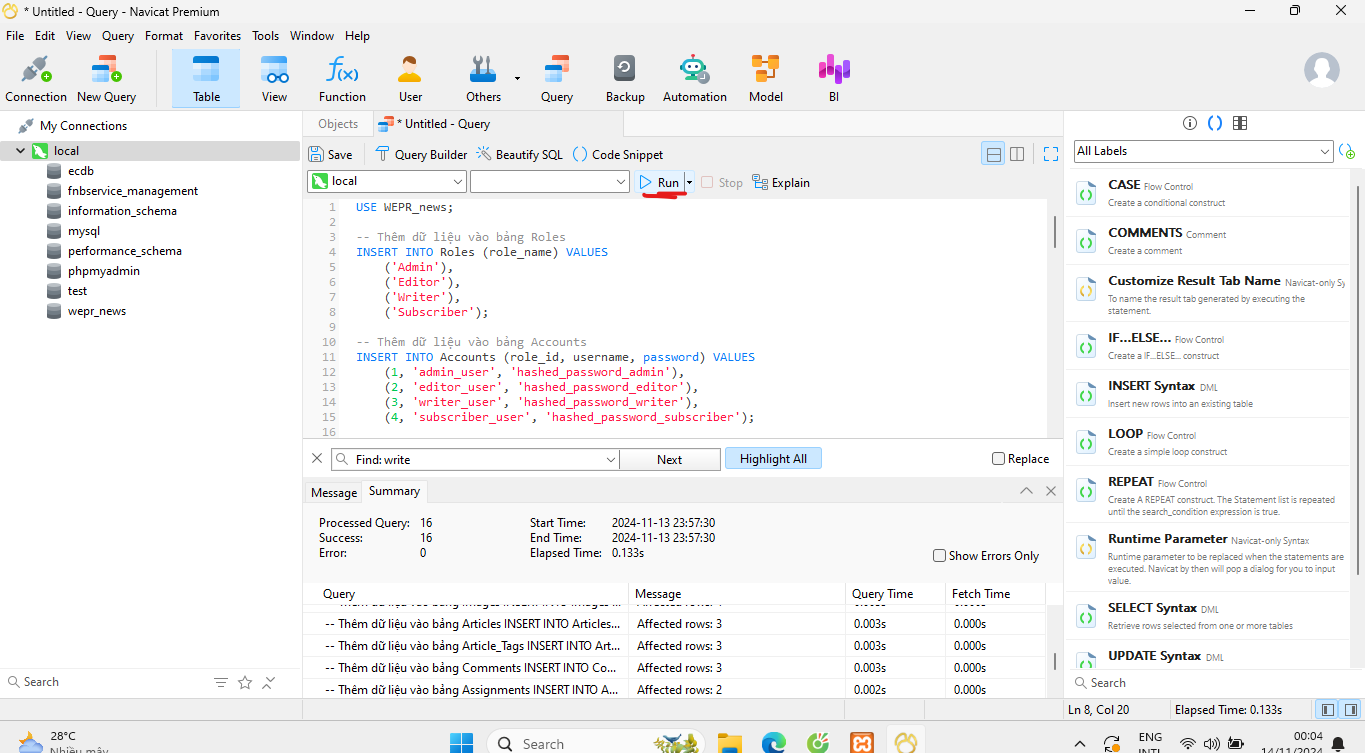 * Untitled - Query - Navicat Premium
File Edit View Query Format Favorites Tools Window Help
Connection New Query Table View Function User Others Query Backup Automation Model BI
f(x)
My Connections
local
ecdb
fnbservice_management
information_schema
mysql
performance_schema
phpmyadmin
test
wepr_news
Search
Objects * Untitled - Query
Save Query Builder Beautify SQL () Code Snippet
local Run Stop Explain
1 USE WEPR_news;
2
3 -- Thêm dữ liệu vào bảng Roles
4 INSERT INTO Roles (role_name) VALUES
5 ('Admin'),
6 ('Editor'),
7 ('Writer'),
8 ('Subscriber');
9
10 -- Thêm dữ liệu vào bảng Accounts
11 INSERT INTO Accounts (role_id, username, password) VALUES
12 (1, 'admin_user', 'hashed_password_admin'),
13 (2, 'editor_user', 'hashed_password_editor'),
14 (3, 'writer_user', 'hashed_password_writer'),
15 (4, 'subscriber_user', 'hashed_password_subscriber');
16
Find: write Next Highlight All Replace
Message Summary
Processed Query: 16 Start Time: 2024-11-13 23:57:30
Success: 16 End Time: 2024-11-13 23:57:30
Error: 0 Elapsed Time: 0.133s
Show Errors Only
Query Message Query Time Fetch Time
-- Thêm dữ liệu vào bảng Articles INSERT INTO Articles... Affected rows: 3 0.003s 0.000s
-- Thêm dữ liệu vào bảng Article_Tags INSERT INTO Art... Affected rows: 3 0.003s 0.000s
-- Thêm dữ liệu vào bảng Comments INSERT INTO Co... Affected rows: 3 0.003s 0.000s
-- Thêm dữ liệu vào bảng Assignments INSERT INTO A... Affected rows: 2 0.002s 0.000s
All Labels
CASE Flow Control
Create a conditional construct
COMMENTS Comment
Create a comment
Customize Result Tab Name Navicat-only Sy
To name the result tab generated by executing the
statement.
IF...ELSE... Flow Control
Create a IF...ELSE... construct
INSERT Syntax DML
Insert new rows into an existing table
LOOP Flow Control
Create a simple loop construct
REPEAT Flow Control
Create A REPEAT construct. The Statement list is repeated
until the search_condition expression is true.
Runtime Parameter Navicat-only Syntax
Runtime parameter to be replaced when the statements are
executed. Navicat by then will pop a dialog for you to input
value.
SELECT Syntax DML
Retrieve rows selected from one or more tables
UPDATE Syntax DML
Search
Ln 8, Col 20 Elapsed Time: 0.133s
28°C
Nhiều mây
Search
ENG
INTL
00:04
14/11/2024